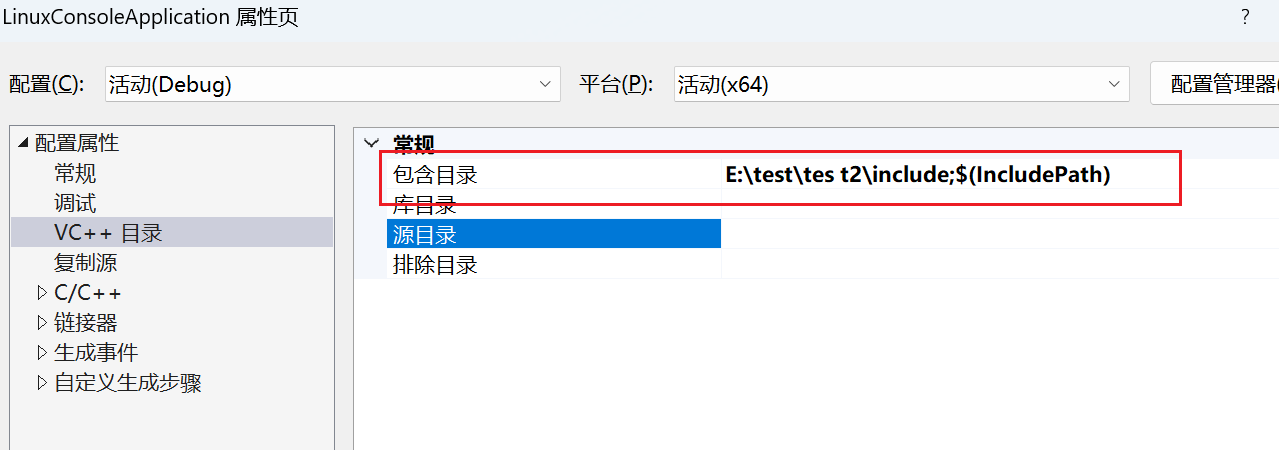 LinuxConsoleApplication 属性页 ?
配置(C): 活动(Debug) 平台(P): 活动(x64) 配置管理器(
配置属性
常规
调试
VC++ 目录
复制源
C/C++
链接器
生成事件
自定义生成步骤
常规
包含目录 E:\test\tes t2\include;$(IncludePath)
库目录
源目录
排除目录